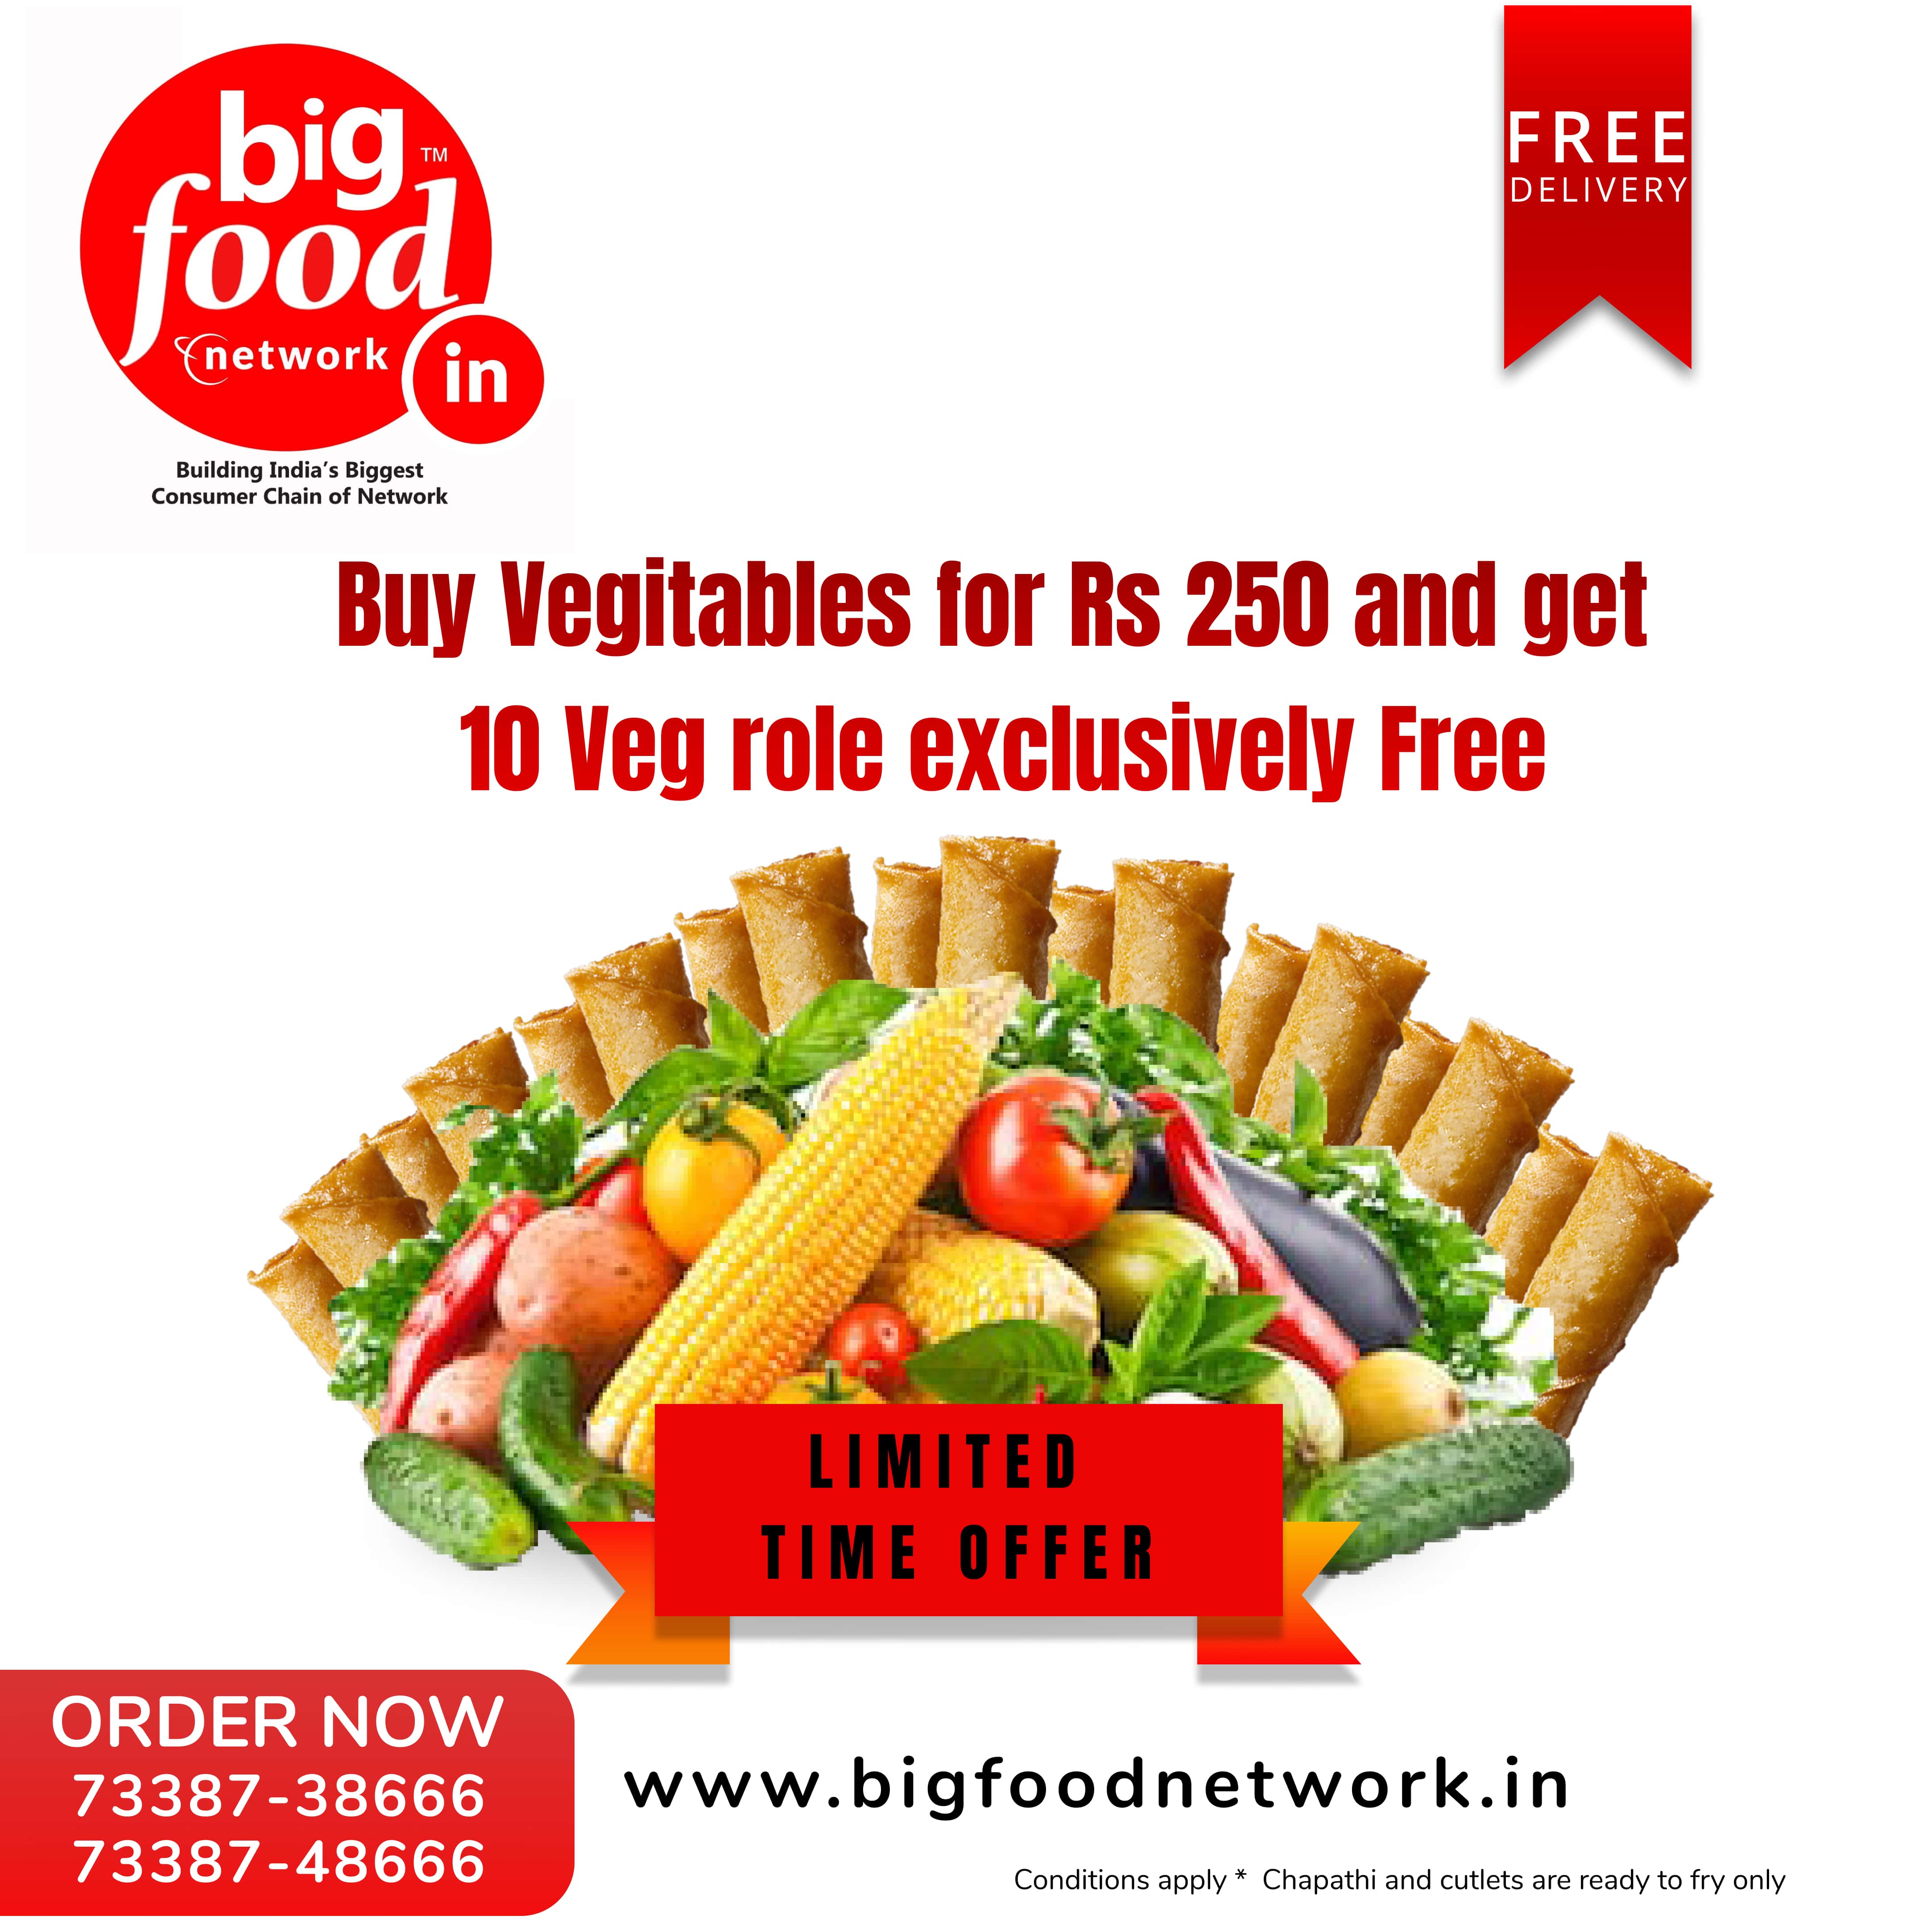 big
TM
food
network
in
Building India's Biggest
Consumer Chain of Network
FREE
DELIVERY
Buy Vegitables for Rs 250 and get
10 Veg role exclusively Free
LIMITED
TIME OFFER
ORDER NOW
73387-38666
73387-48666
www.bigfoodnetwork.in
Conditions apply * Chapathi and cutlets are ready to fry only